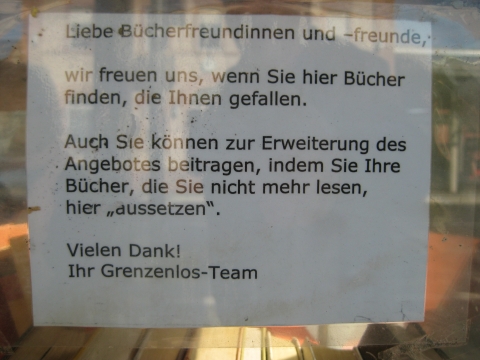 Liebe Bücherfreundinnen und –freunde,
wir freuen uns, wenn Sie hier Bücher
finden, die Ihnen gefallen.
Auch Sie können zur Erweiterung des
Angebotes beitragen, indem Sie Ihre
Bücher, die Sie nicht mehr lesen,
hier „aussetzen“.
Vielen Dank!
Ihr Grenzenlos-Team